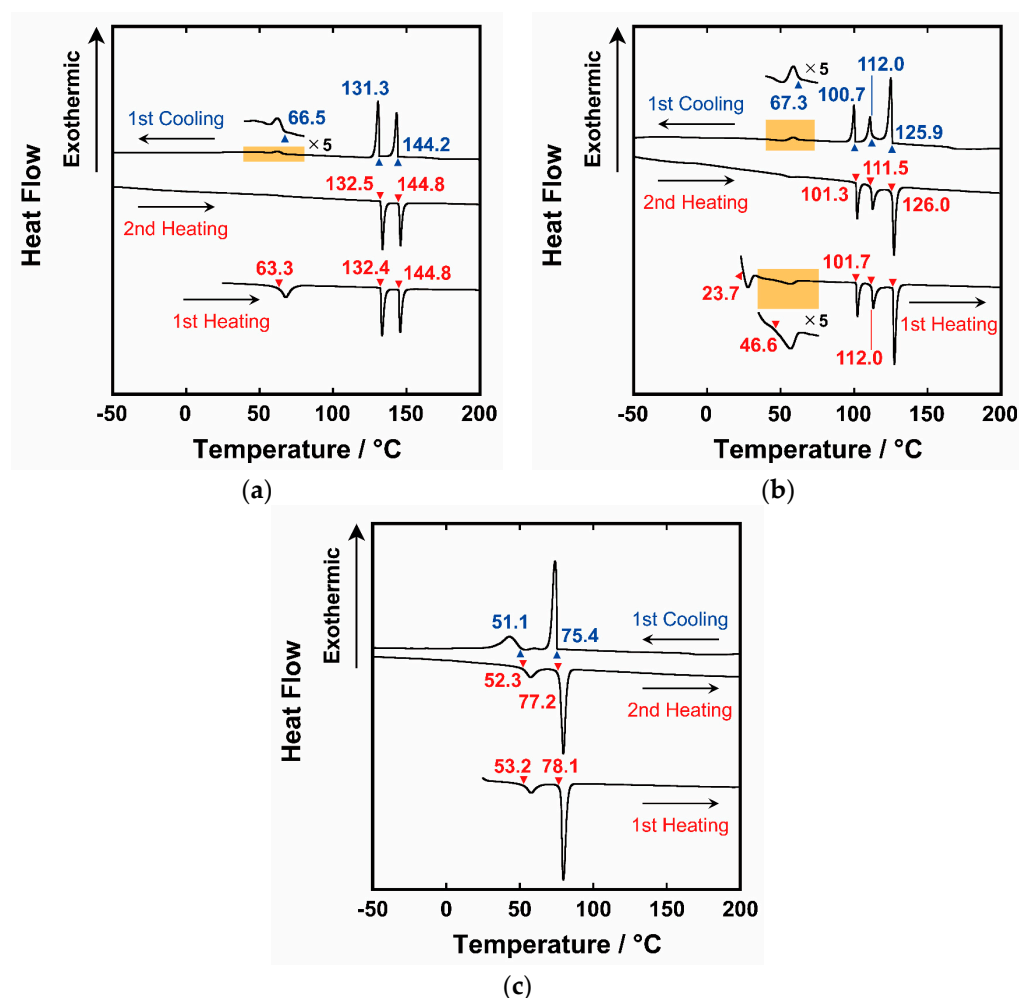 Exothermic
Heat Flow
131.3
66.5
1st Cooling
×5
144.2
132.5
144.8
2nd Heating
63.3
132.4
144.8
1st Heating
-50 0 50 100 150 200
Temperature / °C
(a)
Exothermic
Heat Flow
×5
112.0
1st Cooling
67.3
100.7
125.9
111.5
2nd Heating
101.3
126.0
101.7
23.7
×5
1st Heating
46.6
112.0
-50 0 50 100 150 200
Temperature / °C
(b)
Exothermic
Heat Flow
51.1
75.4
1st Cooling
52.3
77.2
2nd Heating
53.2
78.1
1st Heating
-50 0 50 100 150 200
Temperature / °C
(c)